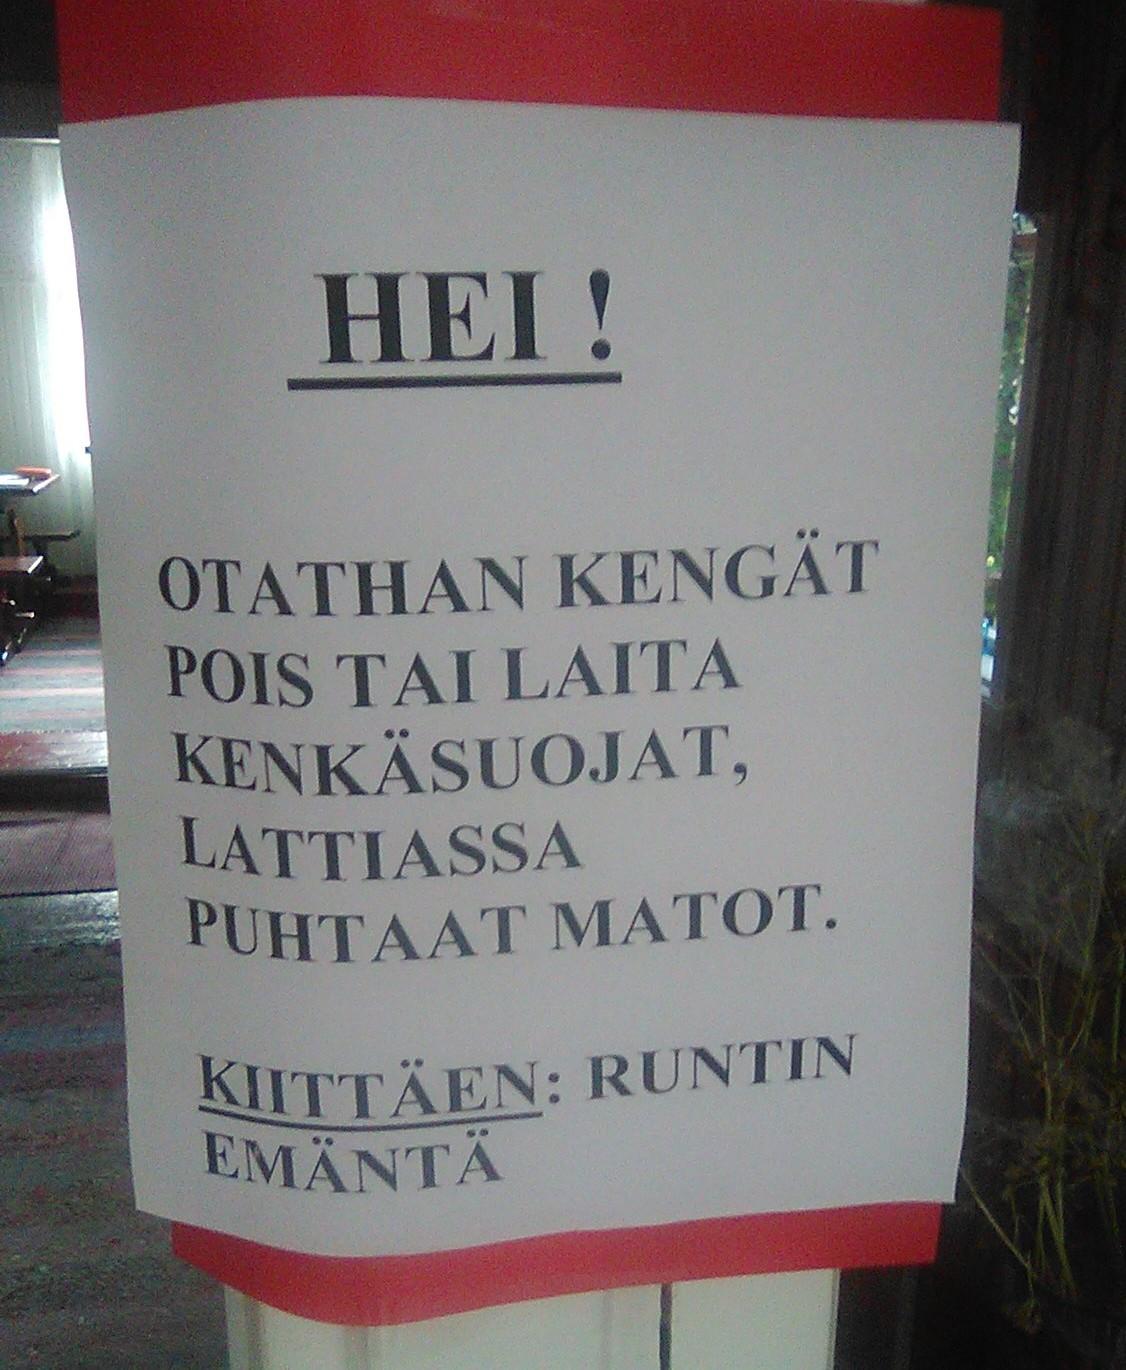 HEI !
OTATHAN KENGÄT
POIS TAI LAITA
KENKÄSUOJAT,
LATTIASSA
PUHTAAT MATOT.
KIITTÄEN: RUNTIN
EMÄNTÄ